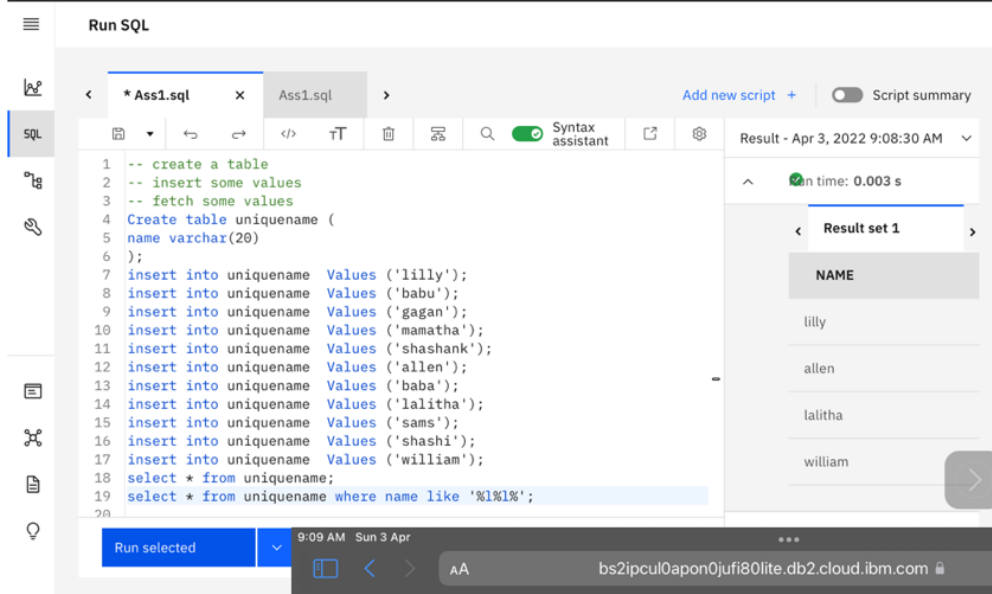 Run SQL
* Ass1.sql
Ass1.sql
Add new script +
Script summary
SQL
Syntax
assistant
Result - Apr 3, 2022 9:08:30 AM
1 -- create a table
2 -- insert some values
3 -- fetch some values
4 Create table uniquename (
5 name varchar(20)
6 );
7 insert into uniquename Values ('lilly');
8 insert into uniquename Values ('babu');
9 insert into uniquename Values ('gagan');
10 insert into uniquename Values ('mamatha');
11 insert into uniquename Values ('shashank');
12 insert into uniquename Values ('allen');
13 insert into uniquename Values ('baba');
14 insert into uniquename Values ('lalitha');
15 insert into uniquename Values ('sams');
16 insert into uniquename Values ('shashi');
17 insert into uniquename Values ('william');
18 select * from uniquename;
19 select * from uniquename where name like '%l%l%';
20
time: 0.003 s
Result set 1
NAME
lilly
allen
lalitha
william
Run selected
9:09 AM Sun 3 Apr
AA
bs2ipcul0apon0jufi80lite.db2.cloud.ibm.com